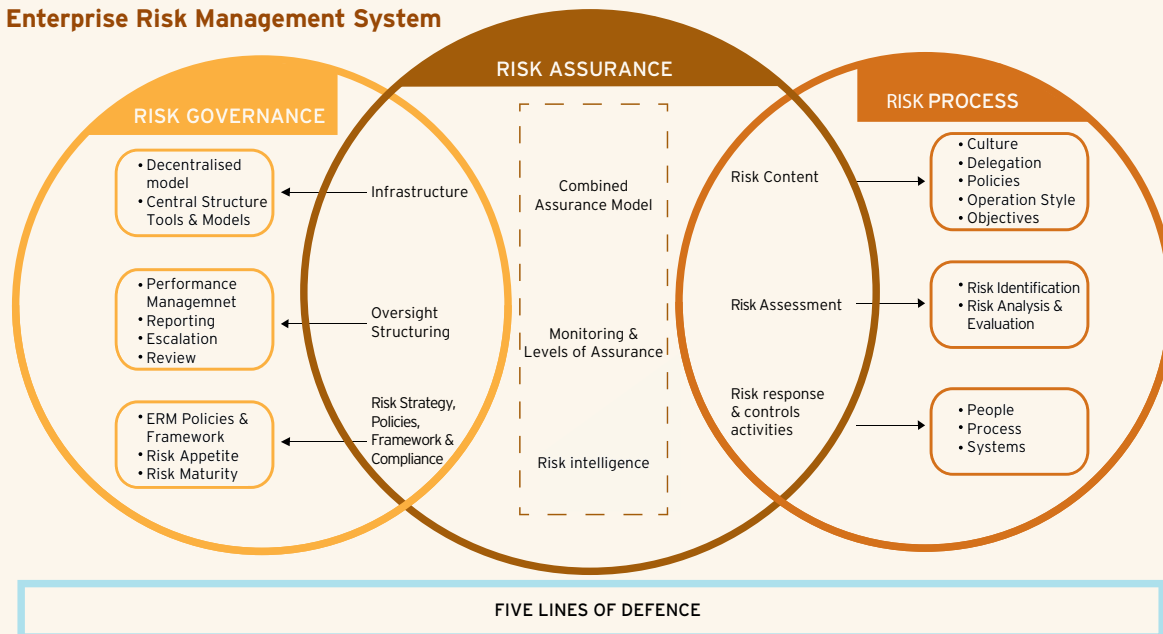 Enterprise Risk Management System
RISK GOVERNANCE
• Decentralised
model
• Central Structure
Tools & Models
Infrastructure
• Performance
Managemnet
• Reporting
• Escalation
• Review
Oversight
Structuring
• ERM Policies &
Framework
• Risk Appetite
• Risk Maturity
Risk Strategy,
Policies,
Framework &
Compliance
RISK ASSURANCE
Combined
Assurance Model
Monitoring &
Levels of Assurance
Risk intelligence
RISK PROCESS
Risk Content
• Culture
• Delegation
• Policies
• Operation Style
• Objectives
Risk Assessment
• Risk Identification
• Risk Analysis &
Evaluation
Risk response
& controls
activities
• People
• Process
• Systems
FIVE LINES OF DEFENCE